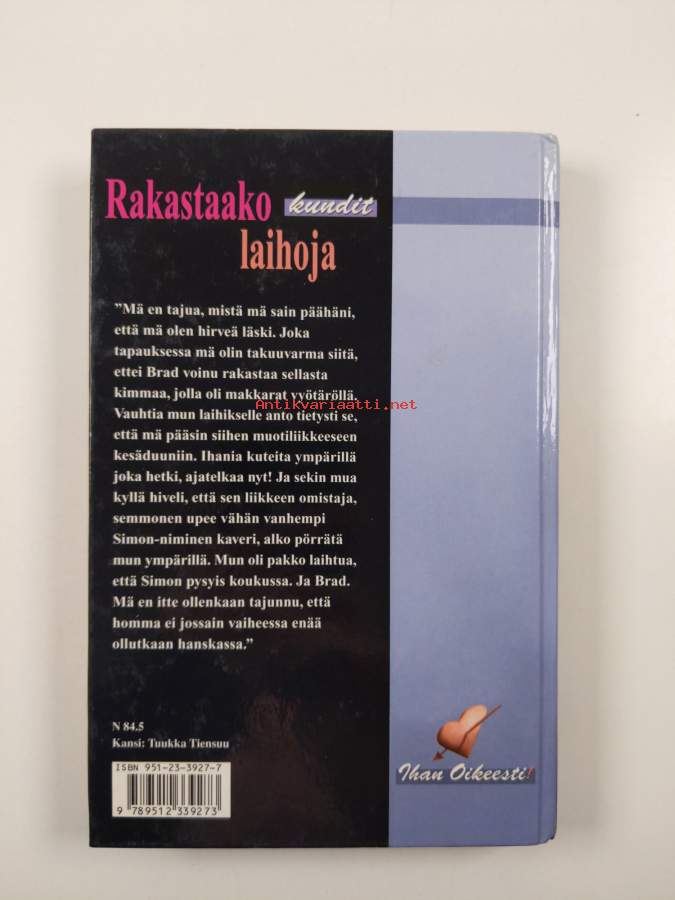 Rakastaako kundit
laihoja
"Mä en tajua, mistä mä sain päähäni,
että mä olen hirveä läski. Joka
tapauksessa mä olin takuuvarma siitä,
ettei Brad voinu rakastaa sellasta
kimmaa, jolla oli makkarat vyötäröllä.
Antikvariaatti.net
Vauhtia mun laihikselle anto tietysti se,
että mä pääsin siihen muotiliikkeeseen
kesäduuniin. Ihania kuteita ympärillä
joka hetki, ajatelkaa nyt! Ja sekin mua
kyllä hiveli, että sen liikkeen omistaja,
semmonen upee vähän vanhempi
Simon-niminen kaveri, alko pörrätä
mun ympärillä. Mun oli pakko laihtua,
että Simon pysyis koukussa. Ja Brad.
Mä en itte ollenkaan tajunnu, että
homma ei jossain vaiheessa enää
ollutkaan hanskassa."
N 84.5
Kansi: Tuukka Tiensuu
ISBN 951-23-3927-7
9 789512 339273
Ihan Oikeesti!